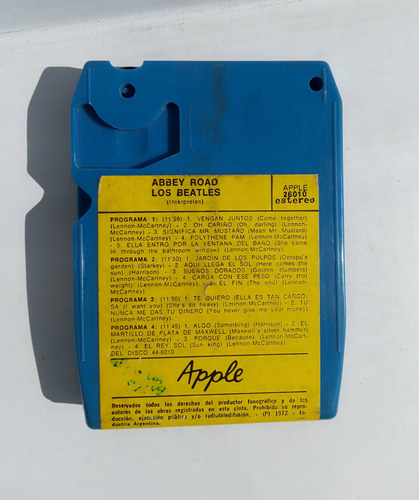 ABBEY ROAD
LOS BEATLES
(Intérpretes)
APPLE
26010
estereo
PROGRAMA 1: (11'50) 1. VENGAN JUNTOS (Come together)
(Lennon-McCartney) - 2. OH CARIÑO (Oh, darling) (Lennon-
McCartney) - 3. SIGNIFICA MR. MUSTARD (Mean Mr. Mustard)
(Lennon-McCartney) - 4. POLYTHENE PAM (Lennon-McCartney)
- 5. ELLA ENTRO POR LA VENTANA DEL BAÑO (She came
in through the bathroom window) (Lennon-McCartney).
PROGRAMA 2: (11'50) 1. JARDIN DE LOS PULPOS (Octopus's
garden) (Starkey) - 2. AQUI LLEGA EL SOL (Here comes the
sun) (Harrison) - 3. SUEÑOS DORADOS (Golden slumbers)
(Lennon-McCartney) - 4. CARGA CON ESE PESO (Carry that
weight) (Lennon-McCartney) - 5. EL FIN (The end) (Lennon-
McCartney).
PROGRAMA 3: (11'50) 1. TE QUIERO (ELLA ES TAN CARGO-
SA (I want you) (She's so heavy) (Lennon-McCartney) - 2. TU
NUNCA ME DAS TU DINERO (You never give me your money)
(Lennon-McCartney).
PROGRAMA 4: (11'45) 1. ALGO (Something) (Harrison) - 2. EL
MARTILLO DE PLATA DE MAXWELL (Maxwell's silver hammer)
(Lennon-McCartney) - 3. PORQUE (Because) (Lennon-McCart-
ney) - 4. EL REY SOL (Sun king) (Lennon-McCartney).
DEL DISCO 44-6010
Apple
Reservados todos los derechos del productor fonográfico y de los
autores de las obras registradas en esta cinta. Prohibida su repro-
ducción, ejecución pública y/o radioteledifusión. - (P) 1972 - In-
dustria Argentina.